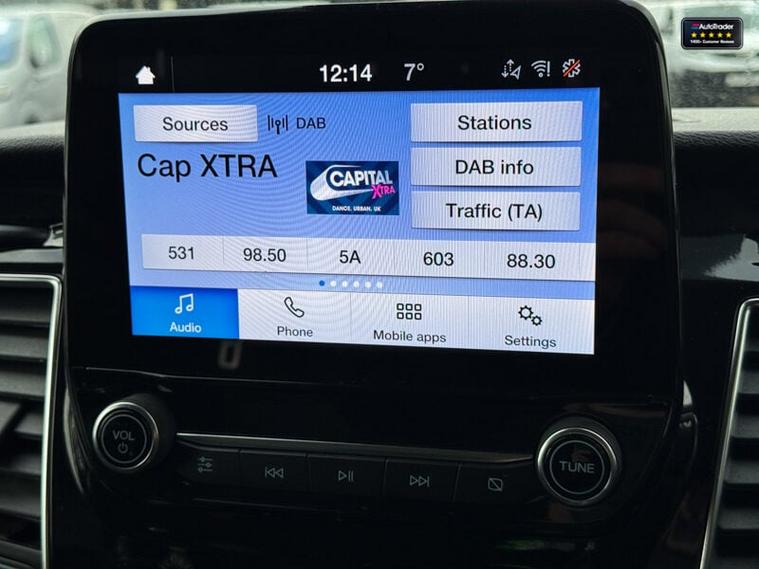 AutoTrader
12:14 7°
Sources DAB Stations
Cap XTRA
CAPITAL
XTRA
DANCE. URBAN. UK
DAB info
Traffic (TA)
531 98.50 5A 603 88.30
Audio Phone Mobile apps Settings
VOL
TUNE